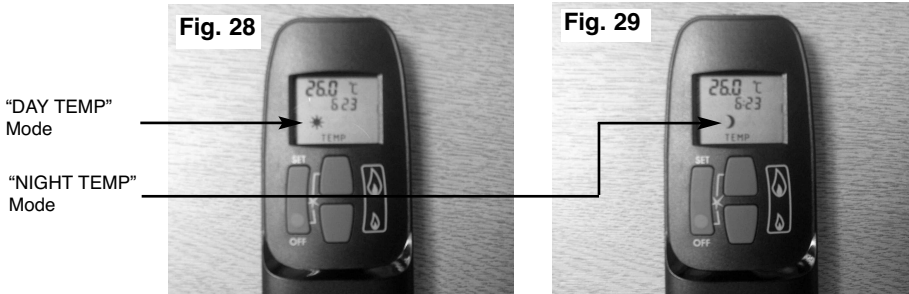 Fig. 28
Fig. 29
“DAY TEMP”
Mode
“NIGHT TEMP”
Mode
26.0 °C
6:23
TEMP
SET
OFF
26.0 °C
6:23
TEMP
SET
OFF